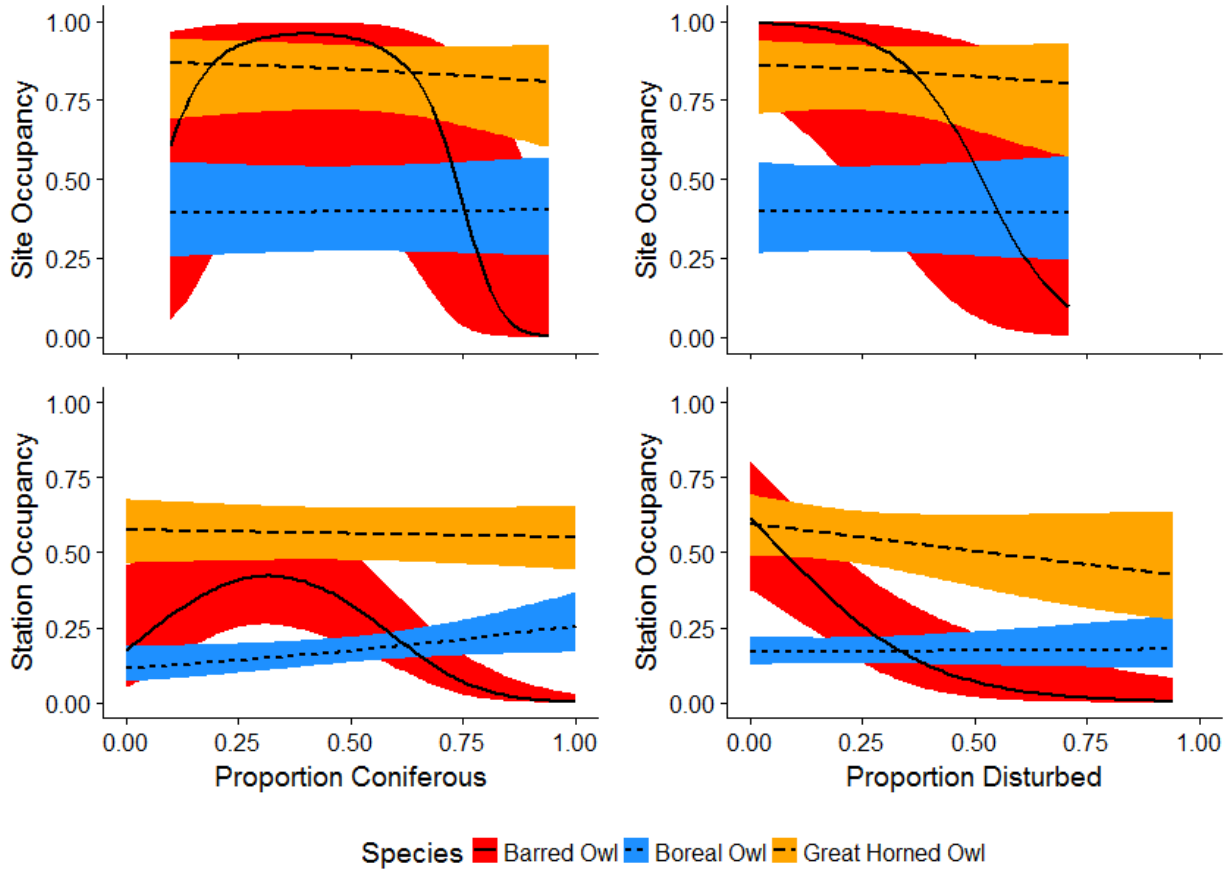 1.00
0.75
0.50
0.25
0.00
Site Occupancy
1.00
0.75
0.50
0.25
0.00
Site Occupancy
1.00
0.75
0.50
0.25
0.00
Station Occupancy
0.00 0.25 0.50 0.75 1.00
Proportion Coniferous
1.00
0.75
0.50
0.25
0.00
Station Occupancy
0.00 0.25 0.50 0.75 1.00
Proportion Disturbed
Species Barred Owl Boreal Owl Great Horned Owl